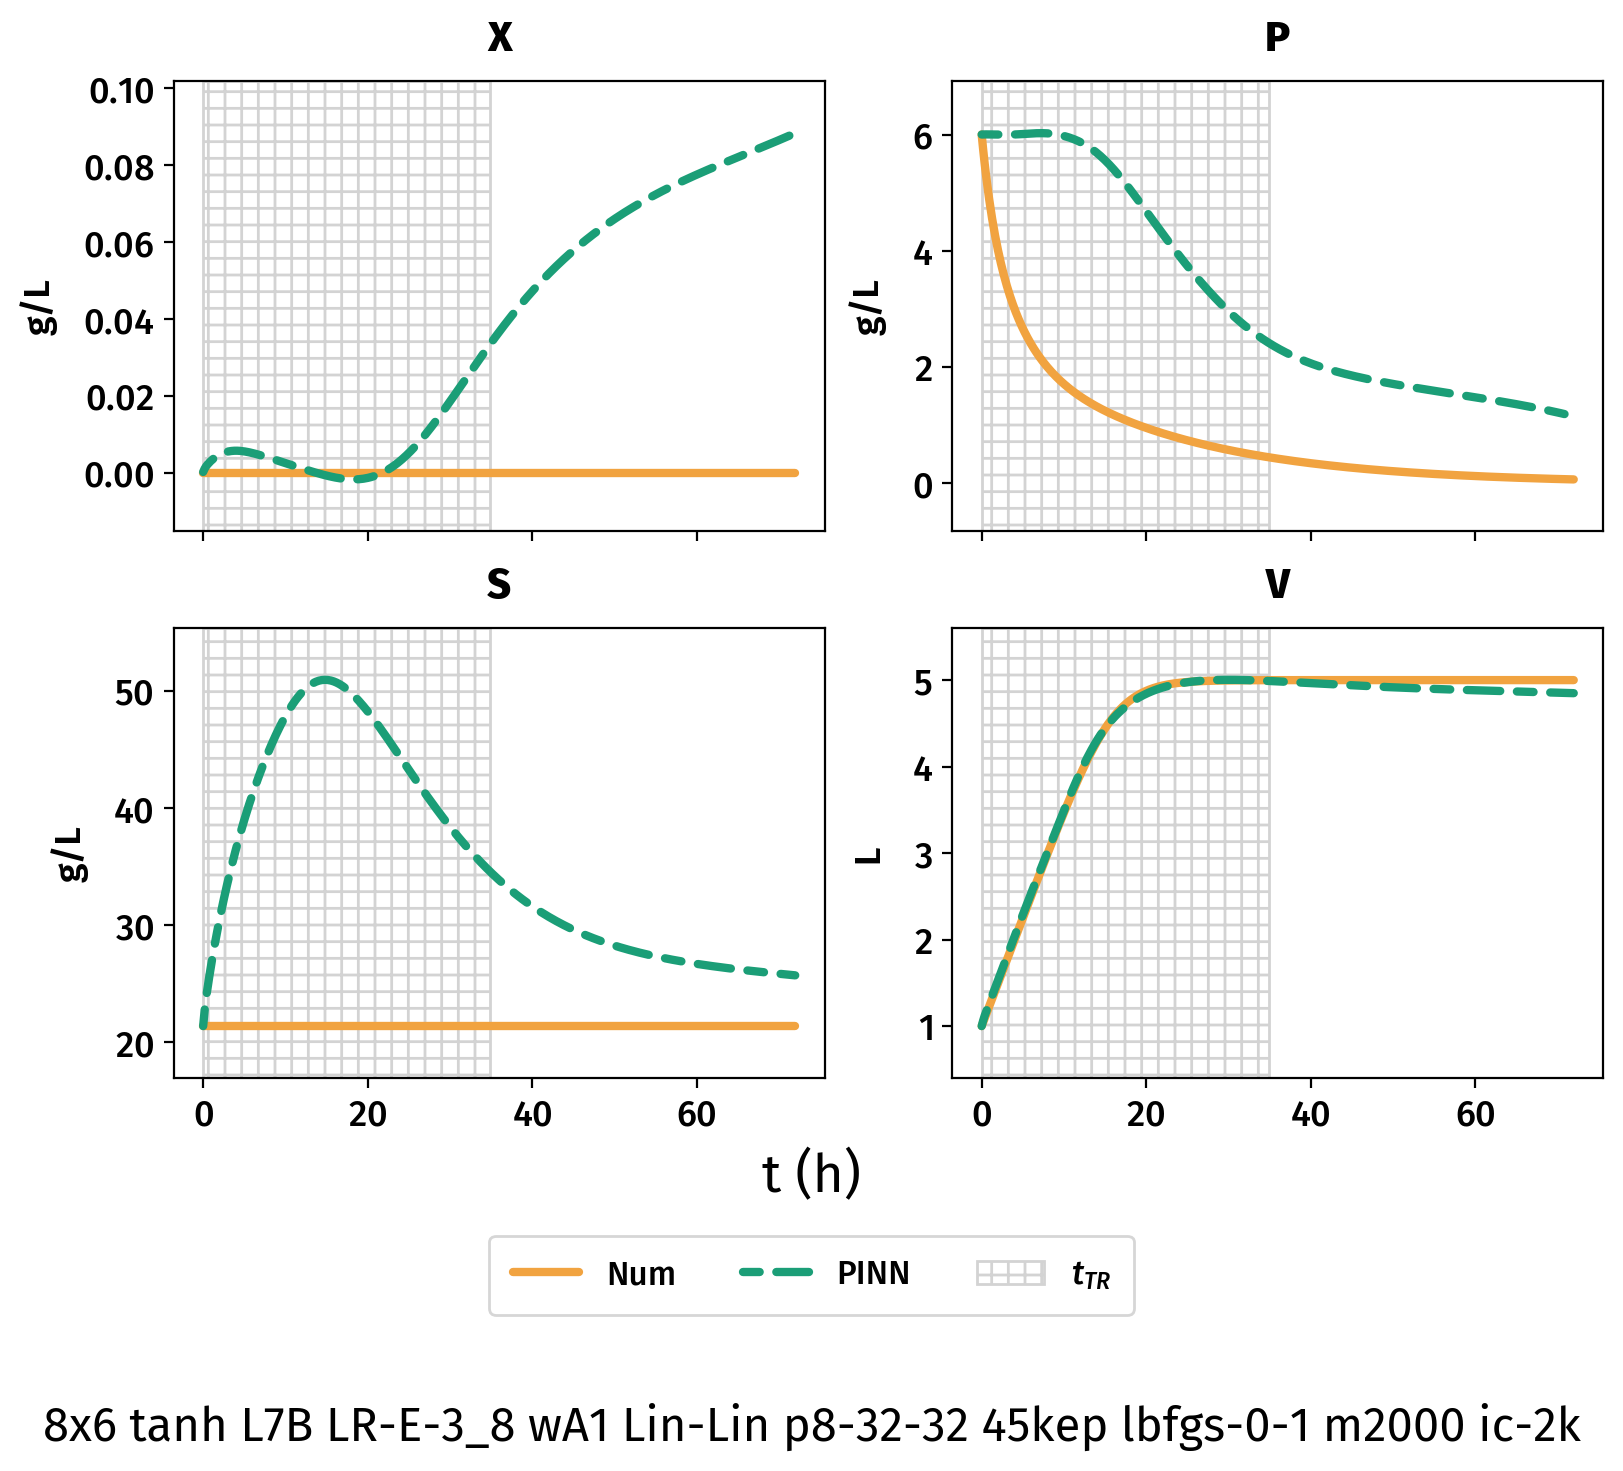 X
P
0.10
0.08
0.06
0.04
0.02
0.00
g/L
6
4
2
0
g/L
S
V
50
40
30
20
g/L
5
4
3
2
1
L
0 20 40 60
0 20 40 60
t (h)
Num PINN t_TR
8x6 tanh L7B LR-E-3_8 wA1 Lin-Lin p8-32-32 45kep lbfgs-0-1 m2000 ic-2k